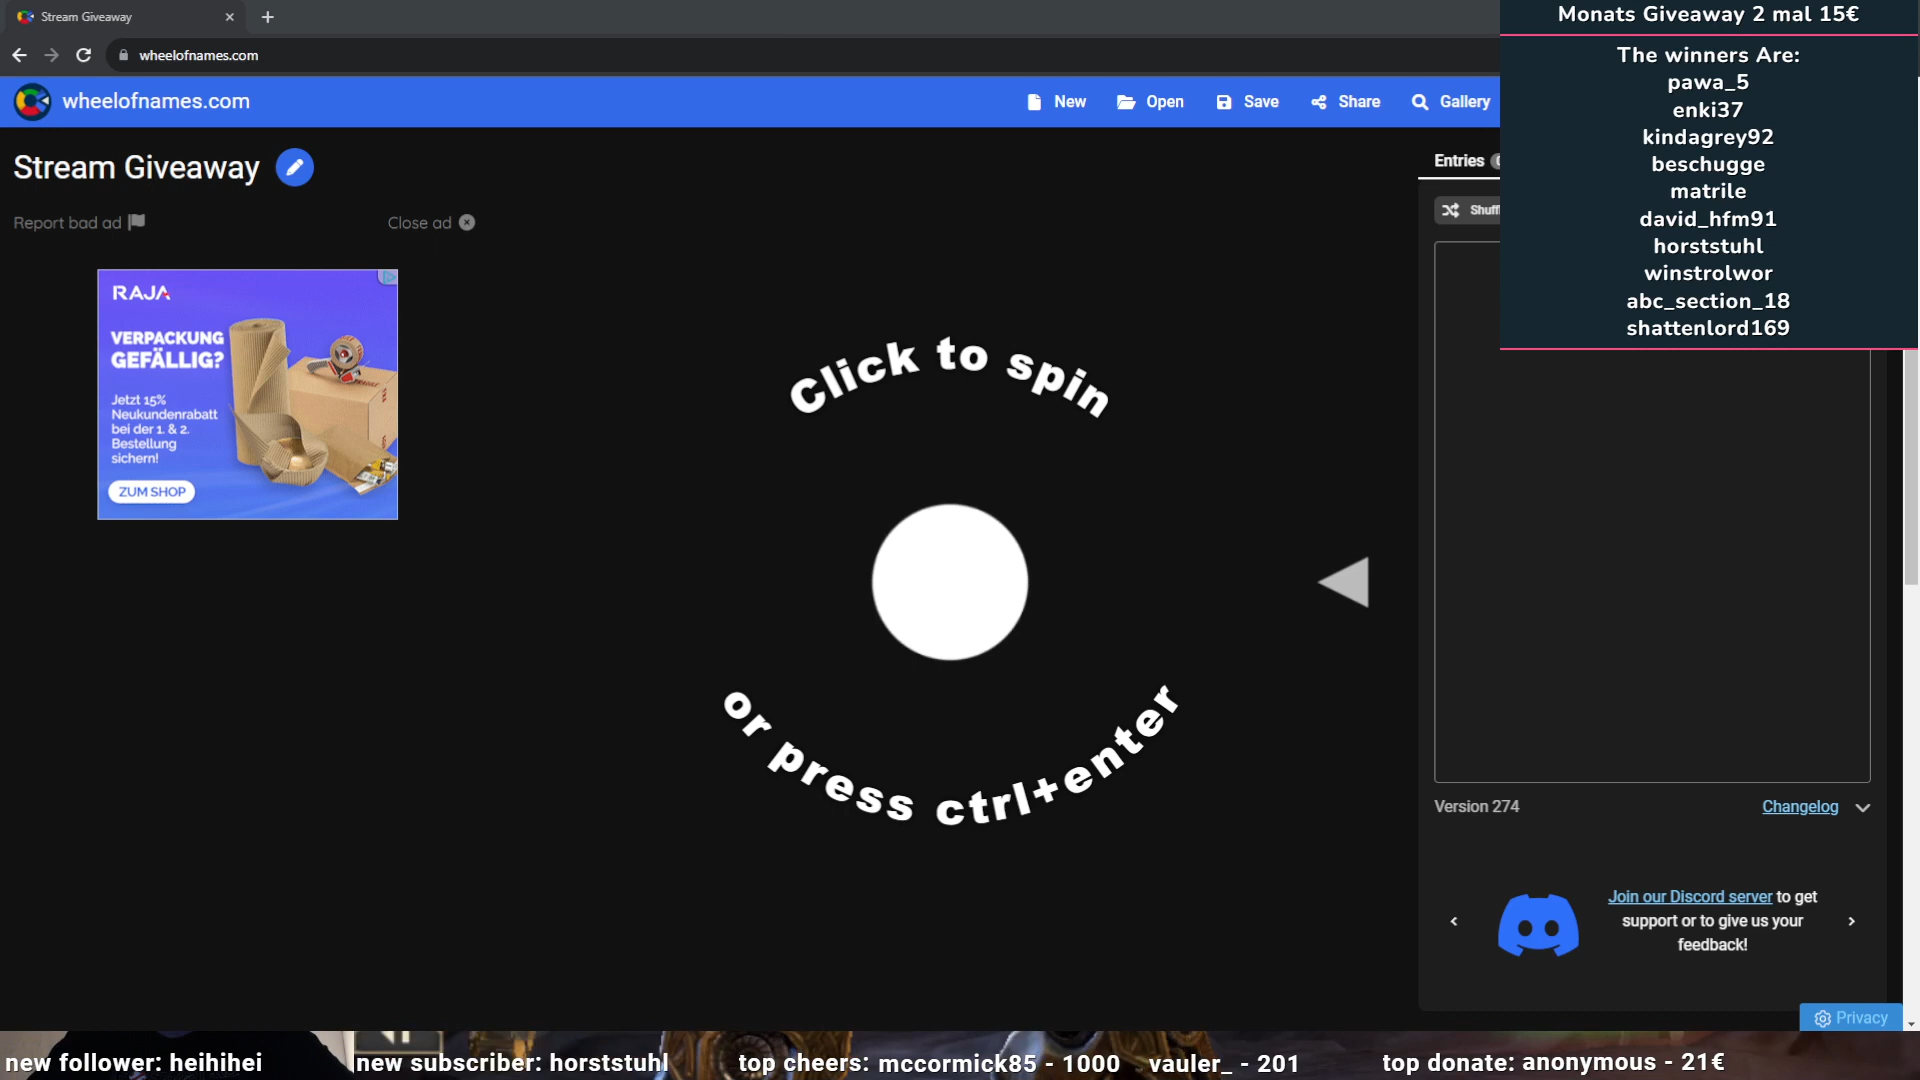 Stream Giveaway
wheelofnames.com
wheelofnames.com
New
Open
Save
Share
Gallery
Monats Giveaway 2 mal 15€
The winners Are:
pawa_5
enki37
kindagrey92
beschugge
matrile
david_hfm91
horststuhl
winstrolwor
abc_section_18
shattenlord169
Stream Giveaway
Report bad ad
Close ad
RAJA
VERPACKUNG
GEFÄLLIG?
Jetzt 15%
Neukundenrabatt
bei der 1. & 2.
Bestellung
sichern!
ZUM SHOP
Click to spin
or press ctrl+enter
Entries
Version 274
Changelog
Join our Discord server to get
support or to give us your
feedback!
Privacy
new follower: heihihei
new subscriber: horststuhl
top cheers: mccormick85 - 1000 vauler_ - 201
top donate: anonymous - 21€